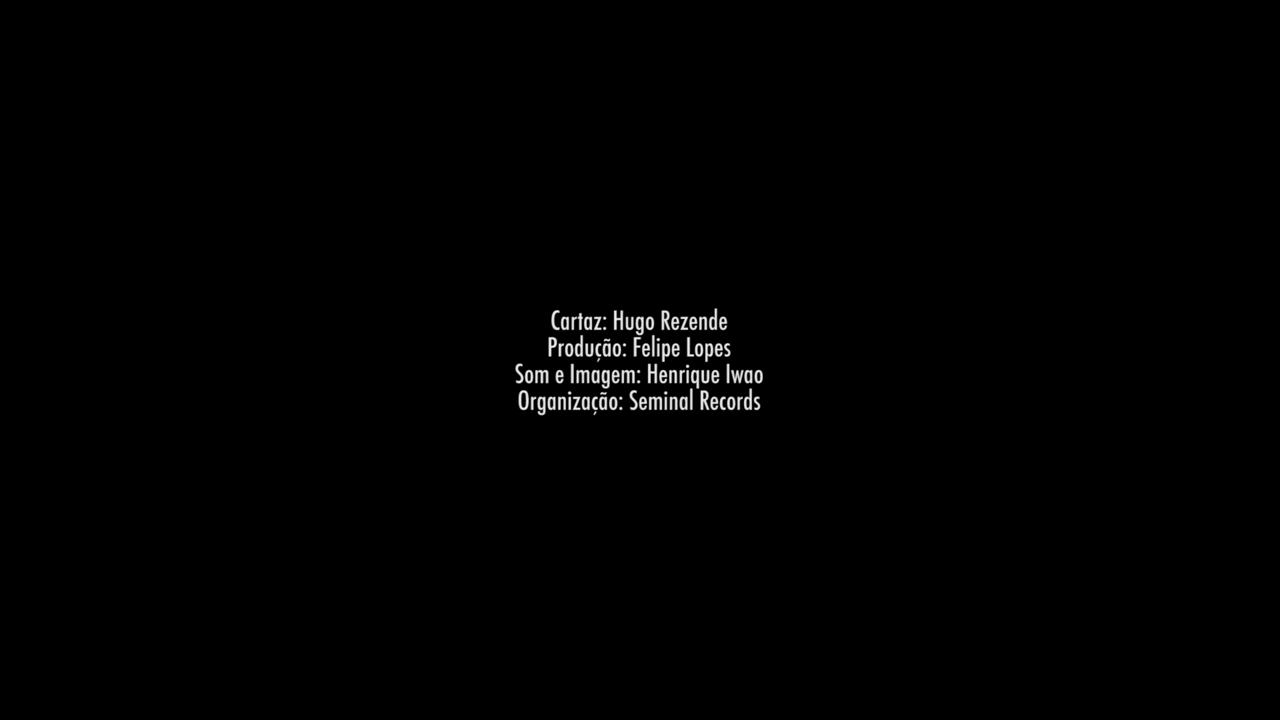 Cartaz: Hugo Rezende
Produção: Felipe Lopes
Som e Imagem: Henrique Iwao
Organização: Seminal Records